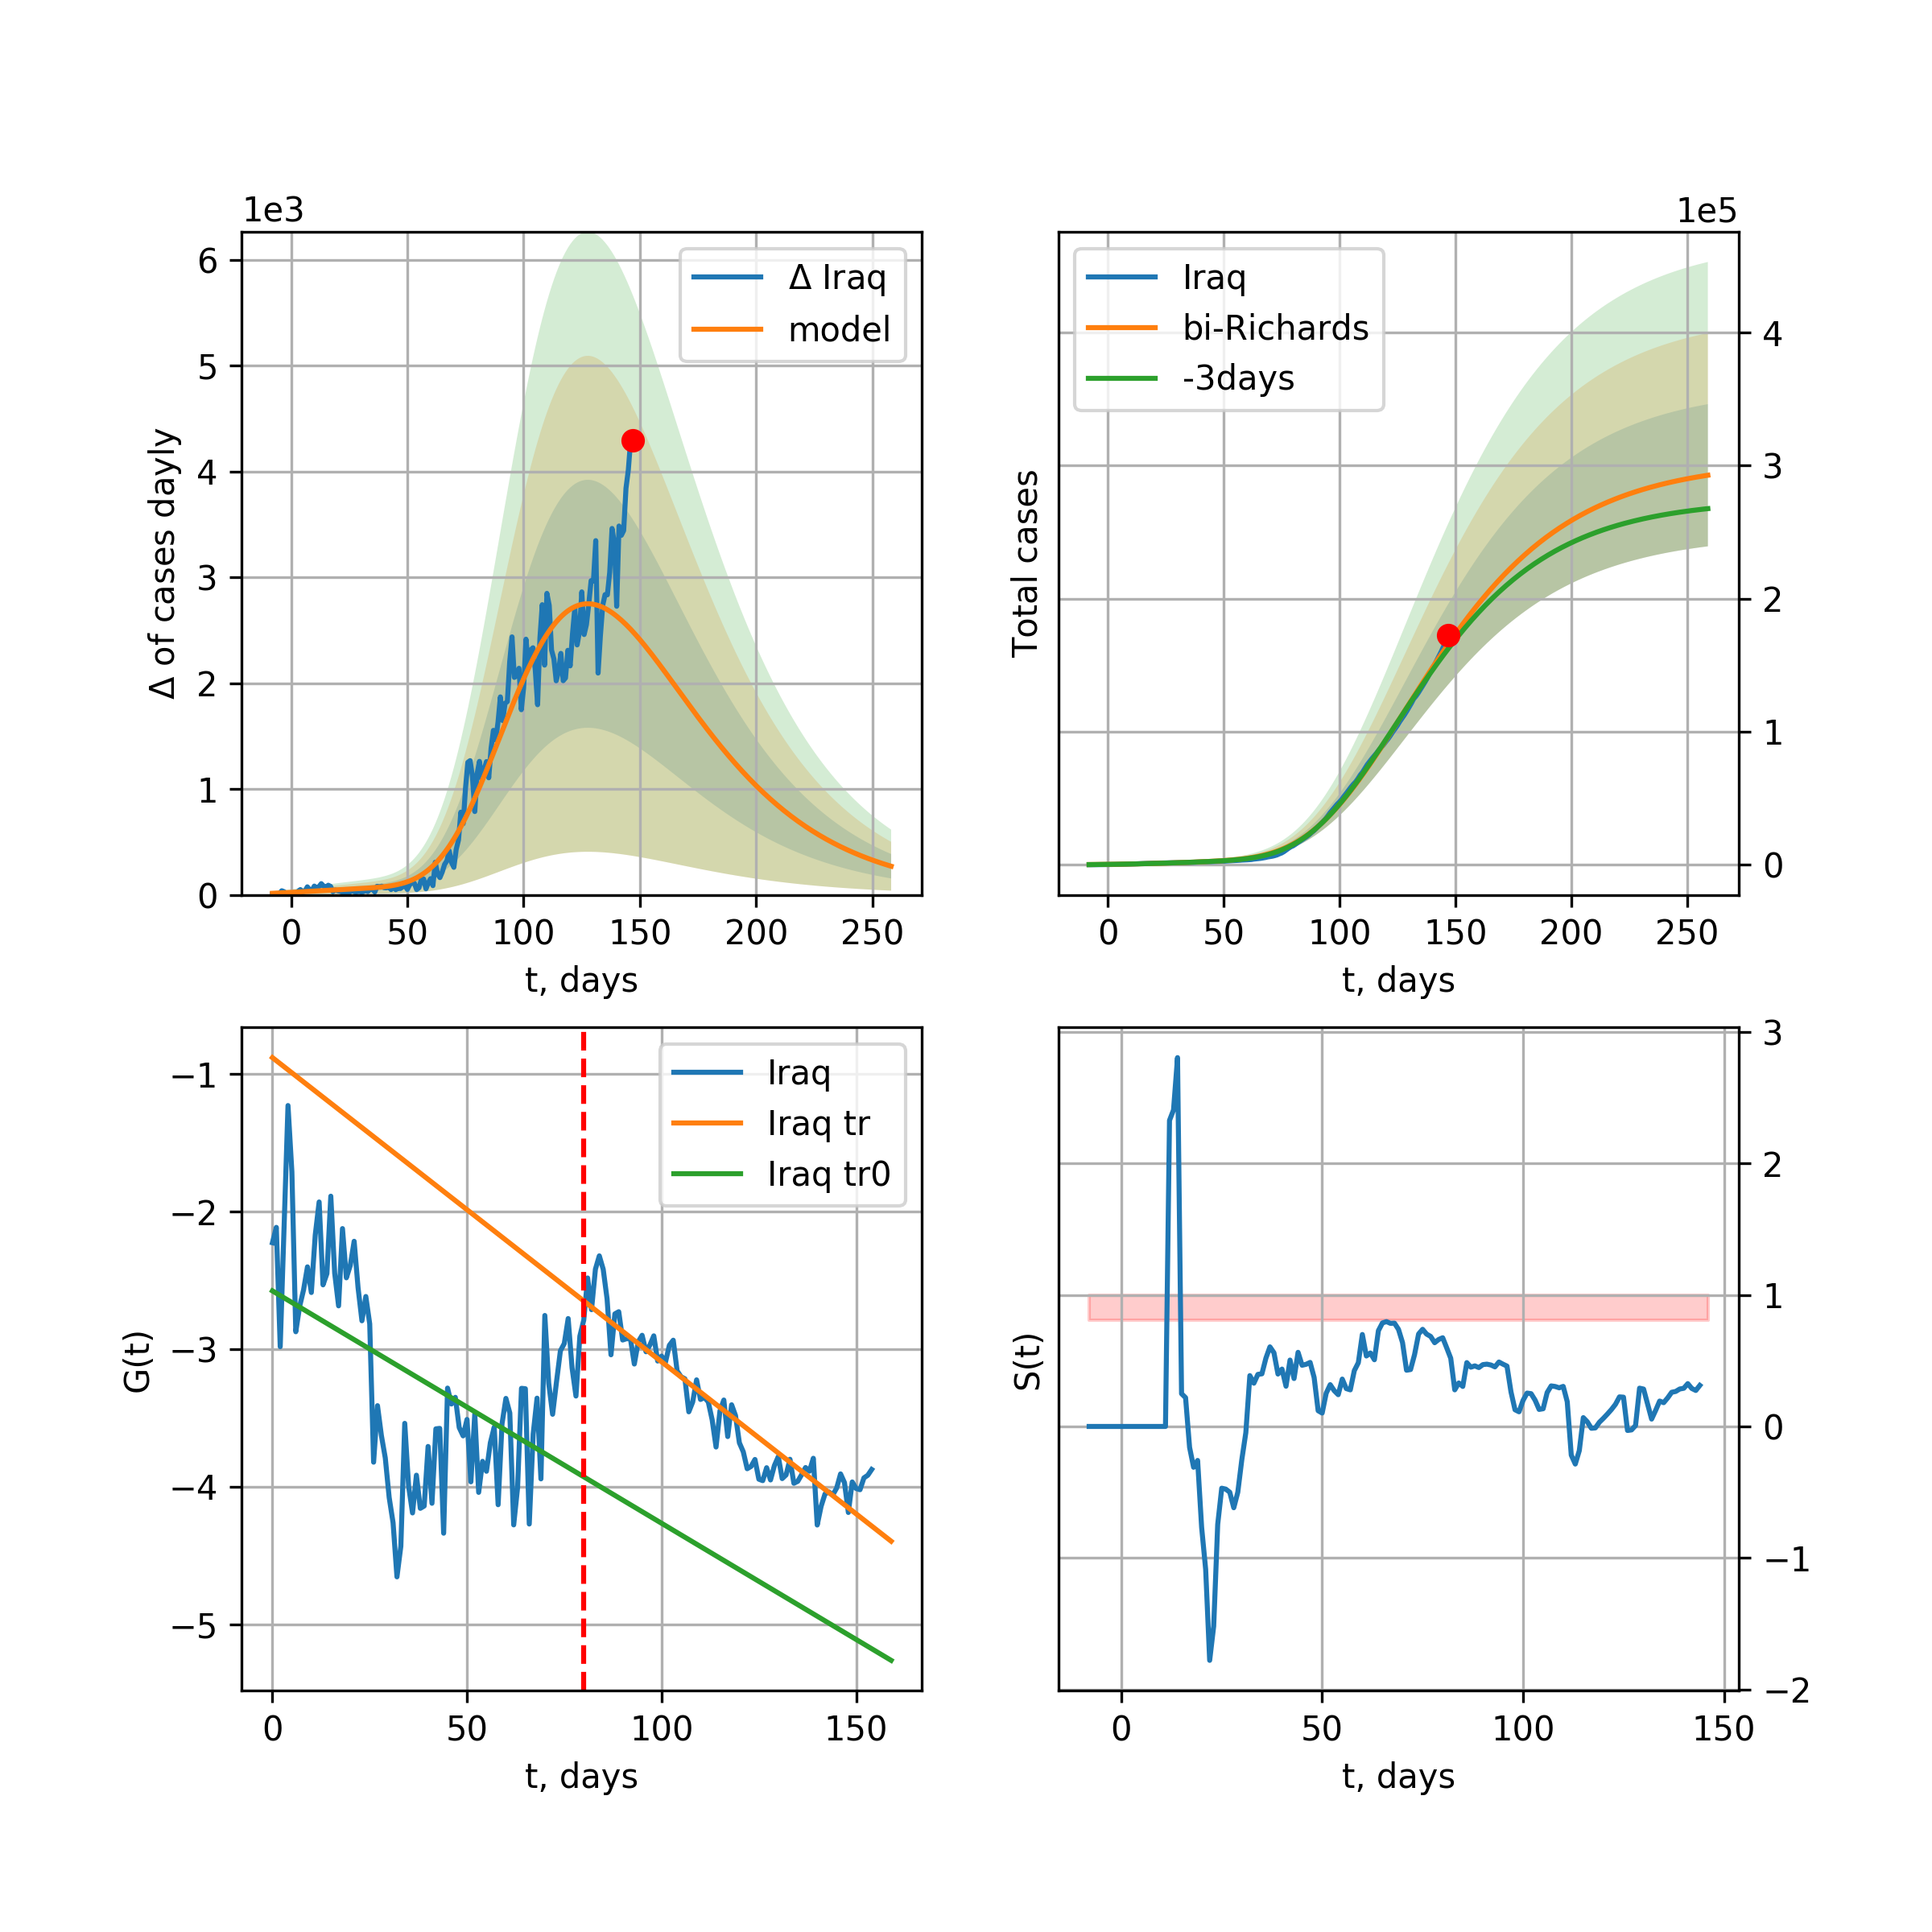 1e3
6
5
4
3
2
1
0
Δ of cases dayly
Δ Iraq
model
0 50 100 150 200 250
t, days
1e5
Total cases
Iraq
bi-Richards
-3days
4
3
2
1
0
0 50 100 150 200 250
t, days
−1
−2
−3
−4
−5
G(t)
Iraq
Iraq tr
Iraq tr0
0 50 100 150
t, days
S(t)
3
2
1
0
−1
−2
0 50 100 150
t, days